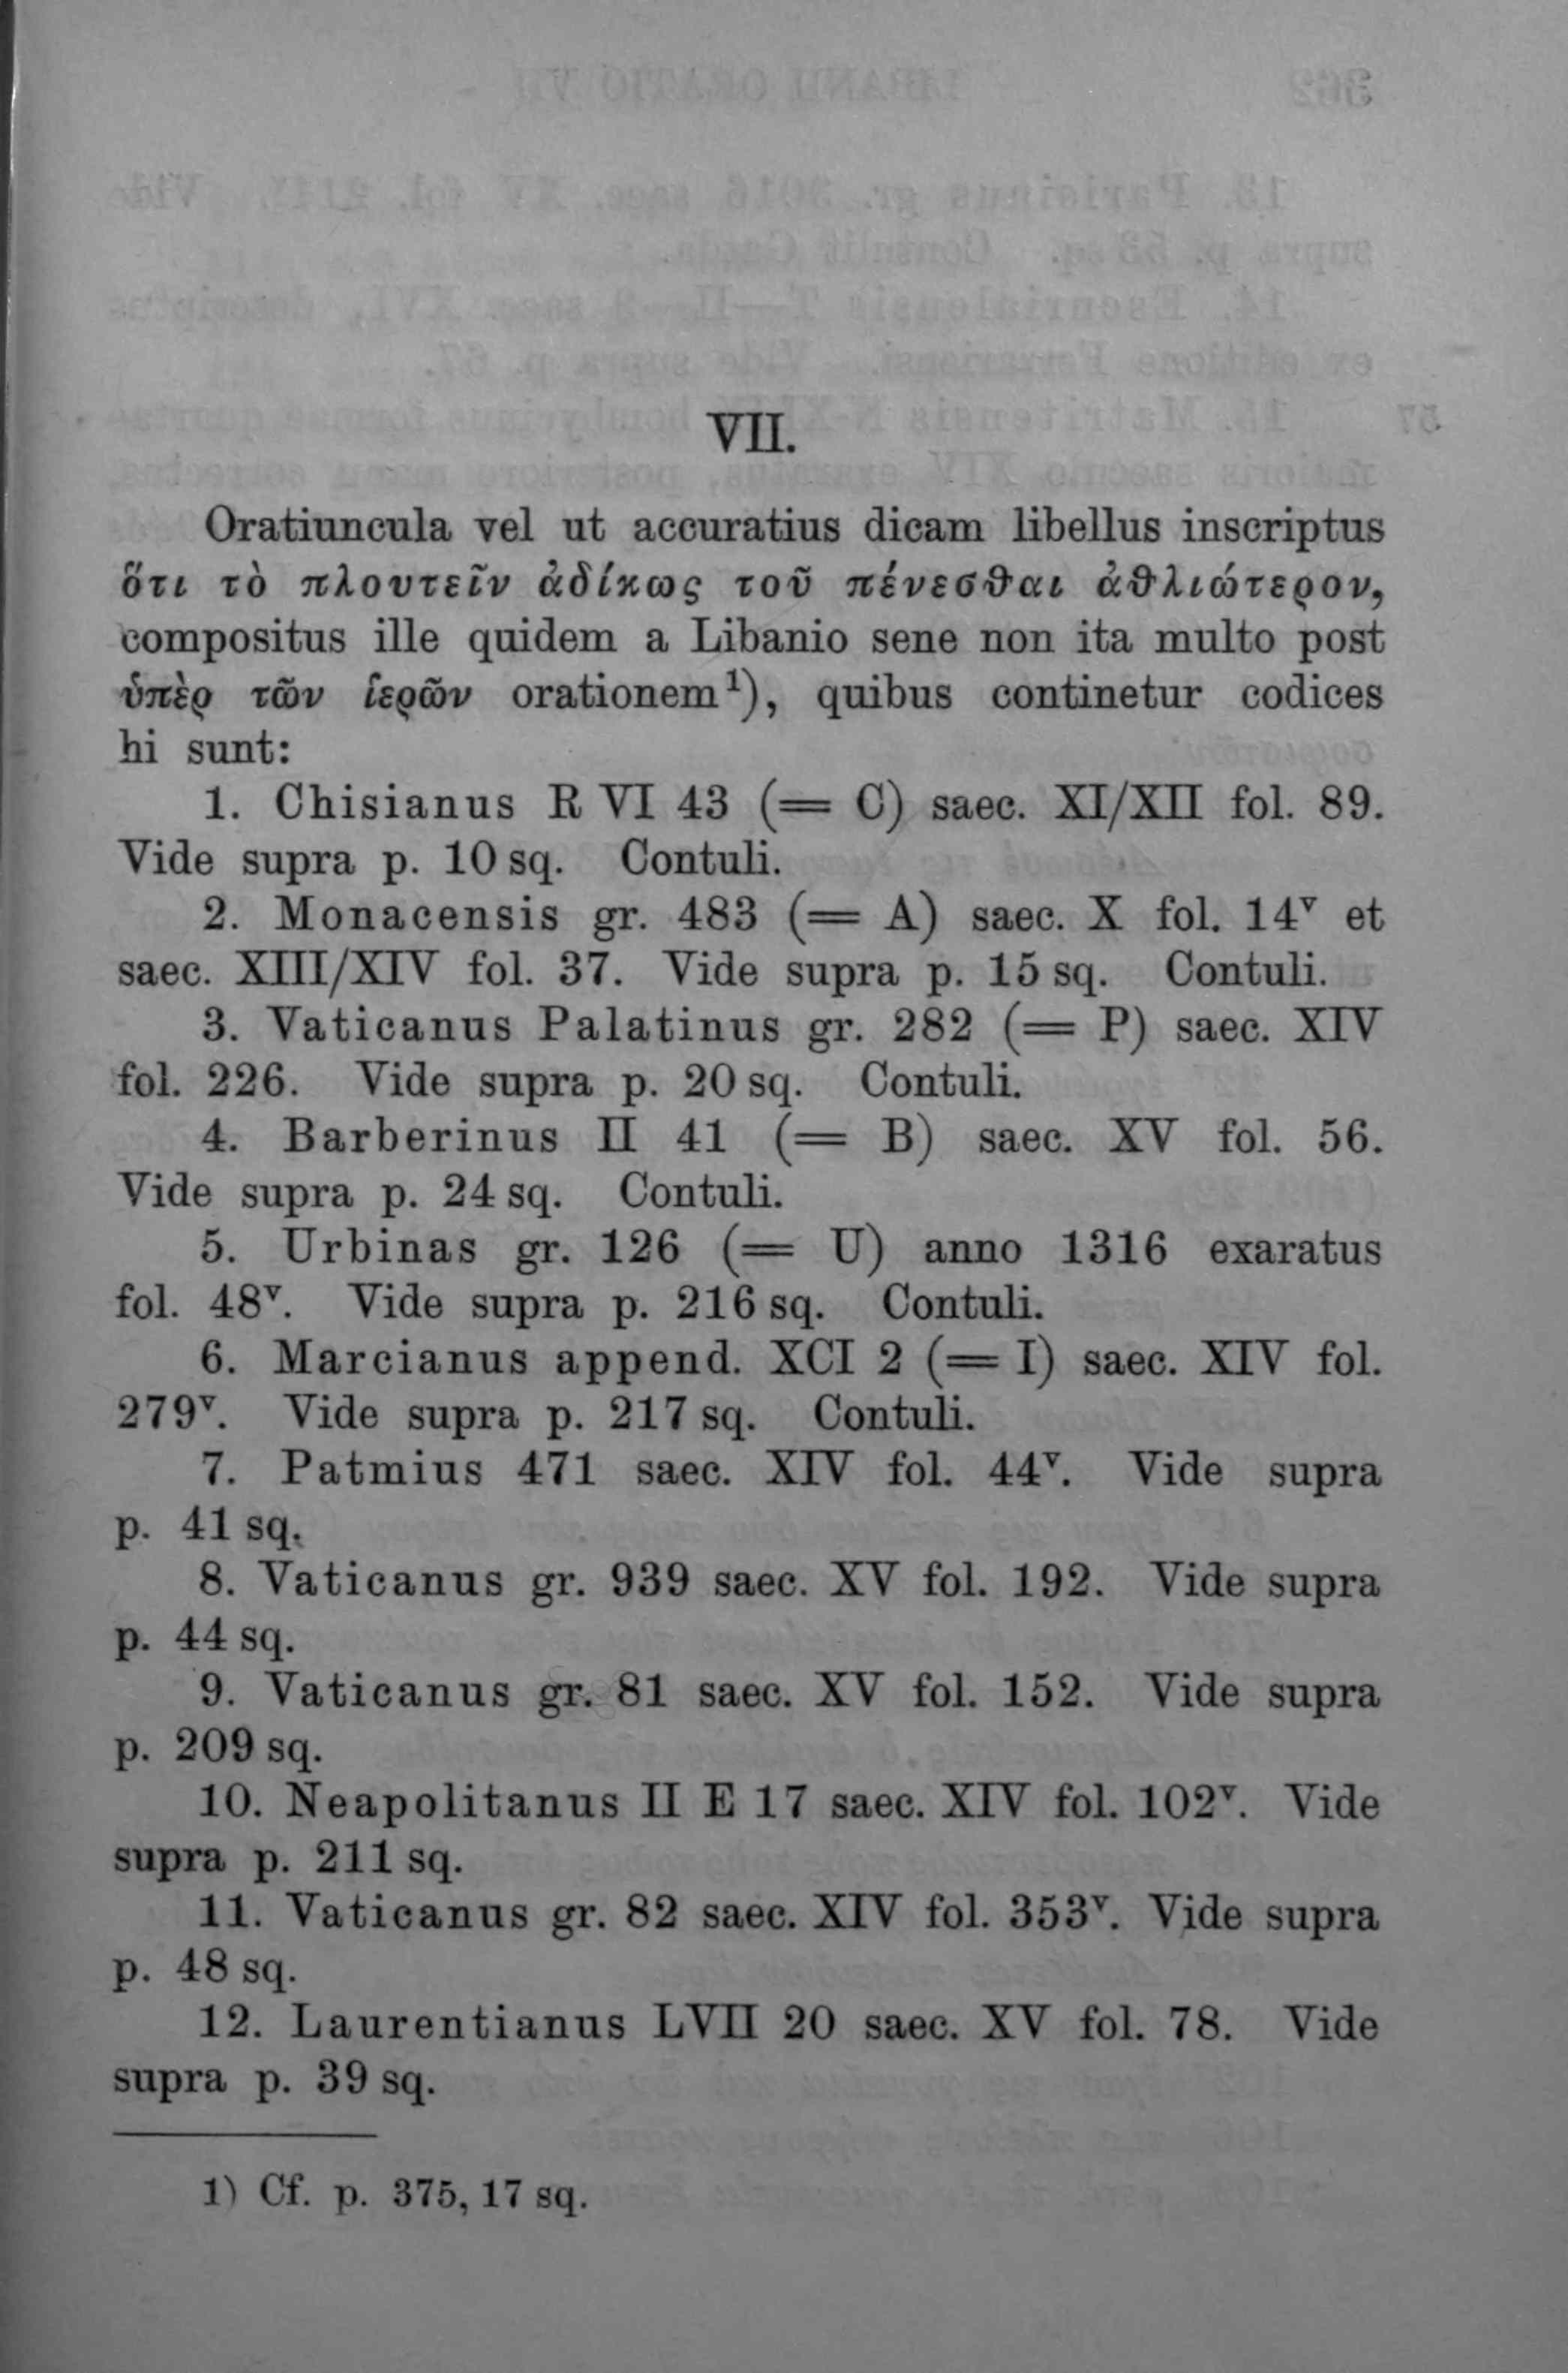 VII.
Oratiuncula vel ut accuratius dicam libellus inscriptus
ὅτι τὸ πλουτεῖν ἀδίκως τοῦ πένεσθαι ἀθλιώτερον,
compositus ille quidem a Libanio sene non ita multo post
ὑπὲρ τῶν ἱερῶν orationem¹), quibus continetur codices
hi sunt:
1. Chisianus R VI 43 (= C) saec. XI/XII fol. 89.
Vide supra p. 10 sq. Contuli.
2. Monacensis gr. 483 (= A) saec. X fol. 14ᵛ et
saec. XIII/XIV fol. 37. Vide supra p. 15 sq. Contuli.
3. Vaticanus Palatinus gr. 282 (= P) saec. XIV
fol. 226. Vide supra p. 20 sq. Contuli.
4. Barberinus II 41 (= B) saec. XV fol. 56.
Vide supra p. 24 sq. Contuli.
5. Urbinas gr. 126 (= U) anno 1316 exaratus
fol. 48ᵛ. Vide supra p. 216 sq. Contuli.
6. Marcianus append. XCI 2 (= I) saec. XIV fol.
279ᵛ. Vide supra p. 217 sq. Contuli.
7. Patmius 471 saec. XIV fol. 44ᵛ. Vide supra
p. 41 sq.
8. Vaticanus gr. 939 saec. XV fol. 192. Vide supra
p. 44 sq.
9. Vaticanus gr. 81 saec. XV fol. 152. Vide supra
p. 209 sq.
10. Neapolitanus II E 17 saec. XIV fol. 102ᵛ. Vide
supra p. 211 sq.
11. Vaticanus gr. 82 saec. XIV fol. 353ᵛ. Vide supra
p. 48 sq.
12. Laurentianus LVII 20 saec. XV fol. 78. Vide
supra p. 39 sq.
1) Cf. p. 375, 17 sq.